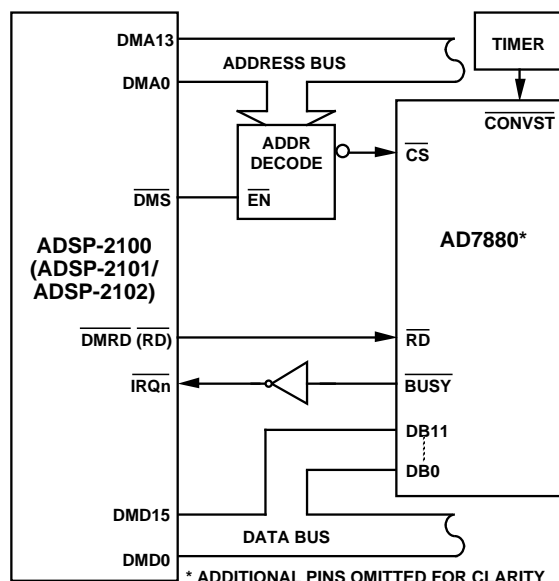 DMA13
ADDRESS BUS
TIMER
DMA0
CONVST
ADDR
DECODE
CS
DMS
EN
ADSP-2100
(ADSP-2101/
ADSP-2102)
AD7880*
DMRD (RD)
RD
IRQn
BUSY
DB11
DB0
DMD15
DATA BUS
DMD0
* ADDITIONAL PINS OMITTED FOR CLARITY